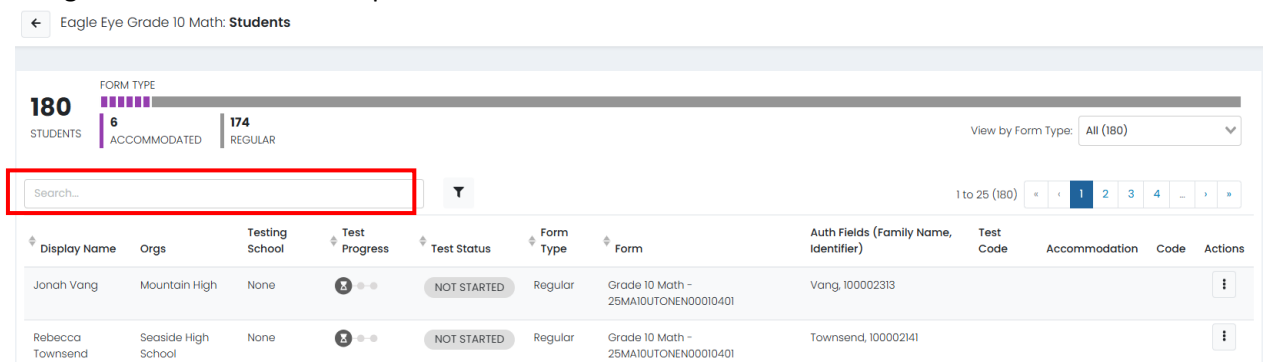 Eagle Eye Grade 10 Math: Students
FORM TYPE
180
STUDENTS
6
ACCOMMODATED
174
REGULAR
View by Form Type: All (180)
Search...
1 to 25 (180) « ‹ 1 2 3 4 ... › »
Display Name Orgs Testing School Test Progress Test Status Form Type Form Auth Fields (Family Name, Identifier) Test Code Accommodation Code Actions
Jonah Vang Mountain High None NOT STARTED Regular Grade 10 Math - 25MA10UTONEN00010401 Vang, 100002313
Rebecca Townsend Seaside High School None NOT STARTED Regular Grade 10 Math - 25MA10UTONEN00010401 Townsend, 100002141